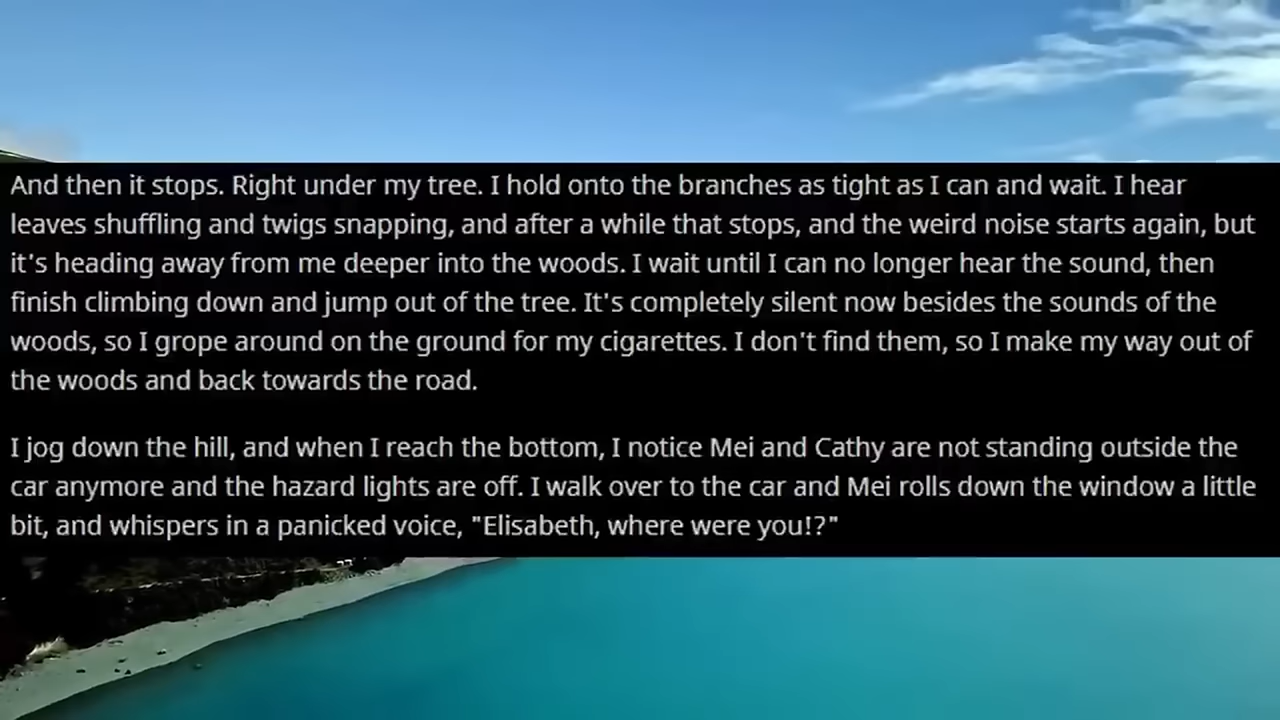 And then it stops. Right under my tree. I hold onto the branches as tight as I can and wait. I hear
leaves shuffling and twigs snapping, and after a while that stops, and the weird noise starts again, but
it's heading away from me deeper into the woods. I wait until I can no longer hear the sound, then
finish climbing down and jump out of the tree. It's completely silent now besides the sounds of the
woods, so I grope around on the ground for my cigarettes. I don't find them, so I make my way out of
the woods and back towards the road.
I jog down the hill, and when I reach the bottom, I notice Mei and Cathy are not standing outside the
car anymore and the hazard lights are off. I walk over to the car and Mei rolls down the window a little
bit, and whispers in a panicked voice, "Elisabeth, where were you!?"